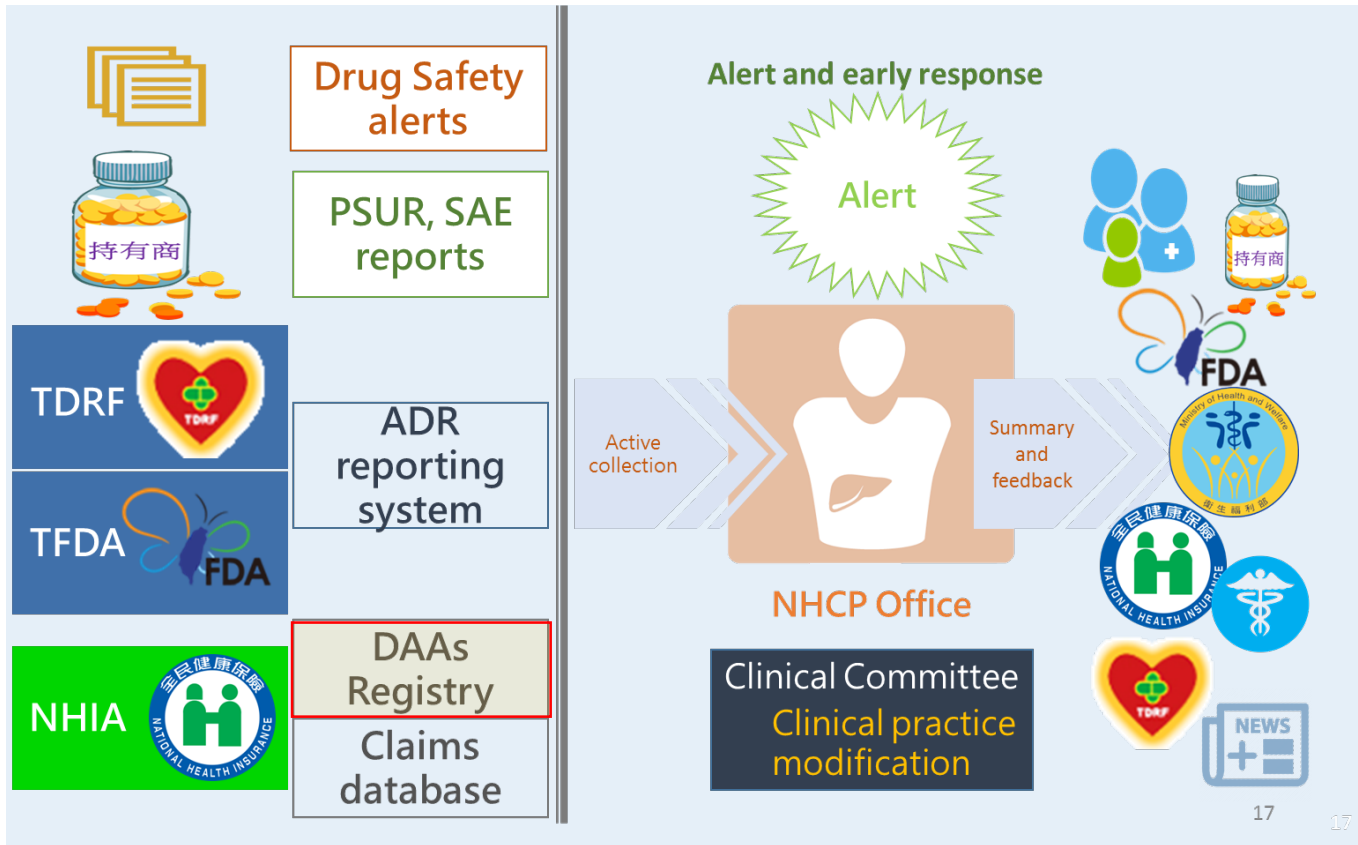 Drug Safety
alerts
持有商
PSUR, SAE
reports
TDRF
TDRF
ADR
reporting
system
TFDA
FDA
NHIA
全民健康保險
NATIONAL HEALTH INSURANCE
DAAs
Registry
Claims
database
Alert and early response
Alert
Active
collection
NHCP Office
Clinical Committee
Clinical practice
modification
Summary
and
feedback
持有商
FDA
Ministry of Health and Welfare
衛生福利部
全民健康保險
NATIONAL HEALTH INSURANCE
TDRF
NEWS
17
17